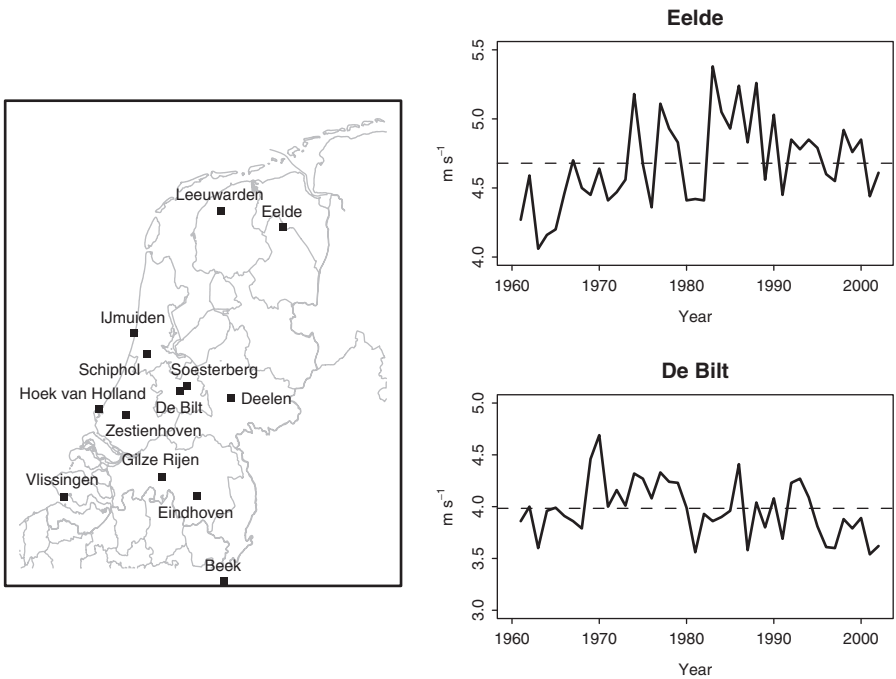 Leeuwarden
Eelde
IJmuiden
Schiphol
Soesterberg
Hoek van Holland
De Bilt
Deelen
Zestienhoven
Gilze Rijen
Vlissingen
Eindhoven
Beek
Eelde
5.5
5.0
4.5
4.0
m s⁻¹
1960 1970 1980 1990 2000
Year
De Bilt
5.0
4.5
4.0
3.5
3.0
m s⁻¹
1960 1970 1980 1990 2000
Year